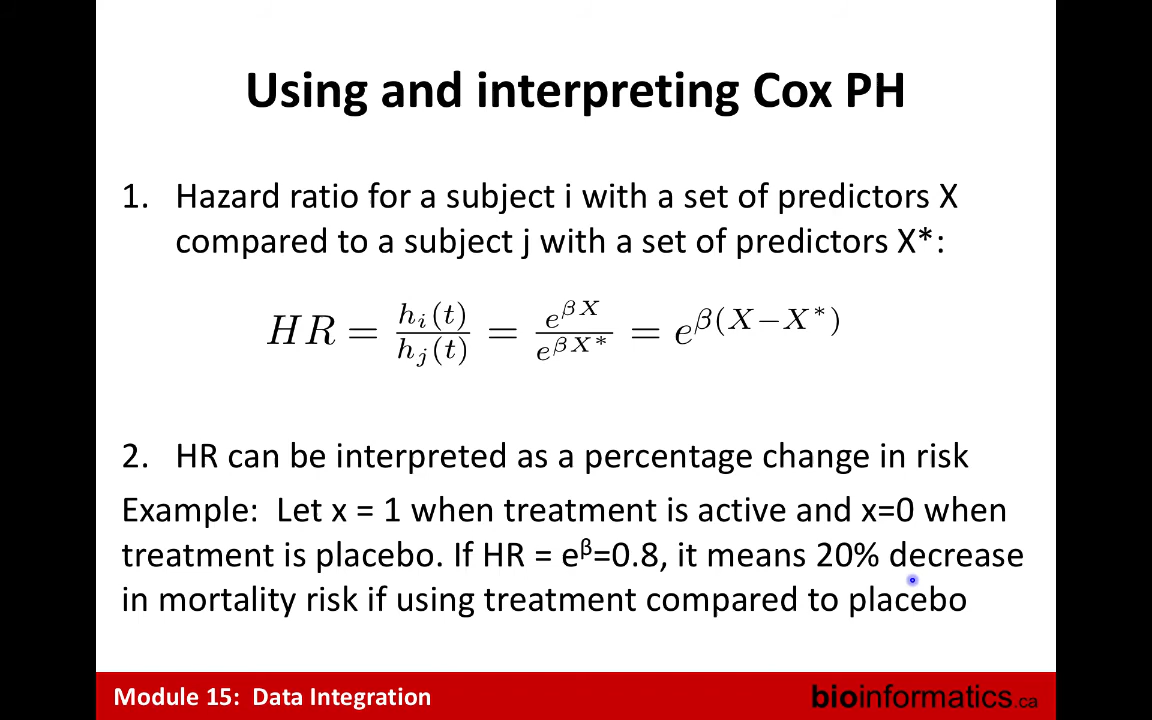 Using and interpreting Cox PH
1. Hazard ratio for a subject i with a set of predictors X
compared to a subject j with a set of predictors X*:
HR = h_i(t)/h_j(t) = e^{βX}/e^{βX*} = e^{β(X−X*)}
2. HR can be interpreted as a percentage change in risk
Example: Let x = 1 when treatment is active and x=0 when
treatment is placebo. If HR = e^β=0.8, it means 20% decrease
in mortality risk if using treatment compared to placebo
Module 15: Data Integration
bioinformatics.ca